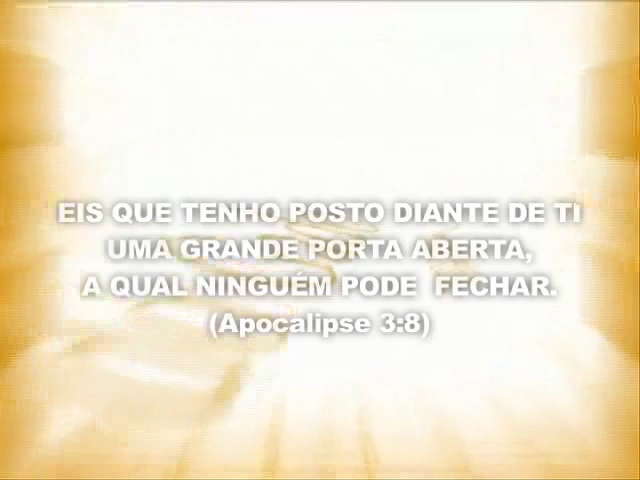 EIS QUE TENHO POSTO DIANTE DE TI
UMA GRANDE PORTA ABERTA,
A QUAL NINGUÉM PODE FECHAR.
(Apocalipse 3:8)